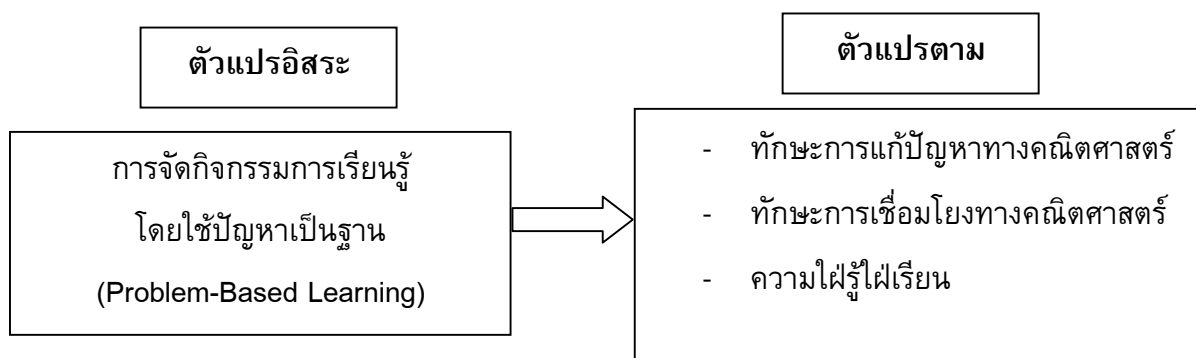 ตัวแปรอิสระ
การจัดกิจกรรมการเรียนรู้
โดยใช้ปัญหาเป็นฐาน
(Problem-Based Learning)
ตัวแปรตาม
- ทักษะการแก้ปัญหาทางคณิตศาสตร์
- ทักษะการเชื่อมโยงทางคณิตศาสตร์
- ความใฝ่รู้ใฝ่เรียน